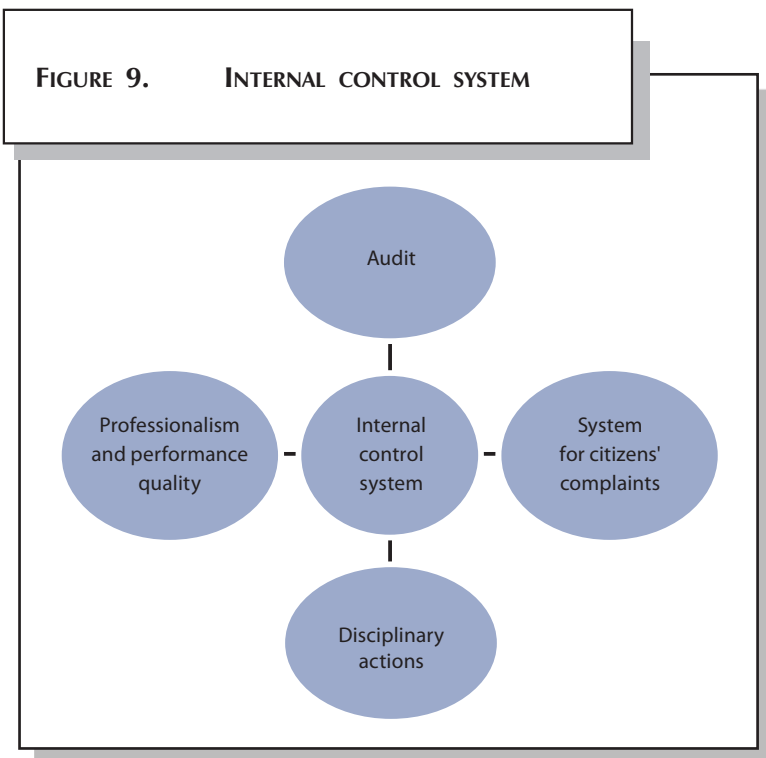 FIGURE 9. INTERNAL CONTROL SYSTEM
Audit
Professionalism
and performance
quality
Internal
control
system
System
for citizens'
complaints
Disciplinary
actions